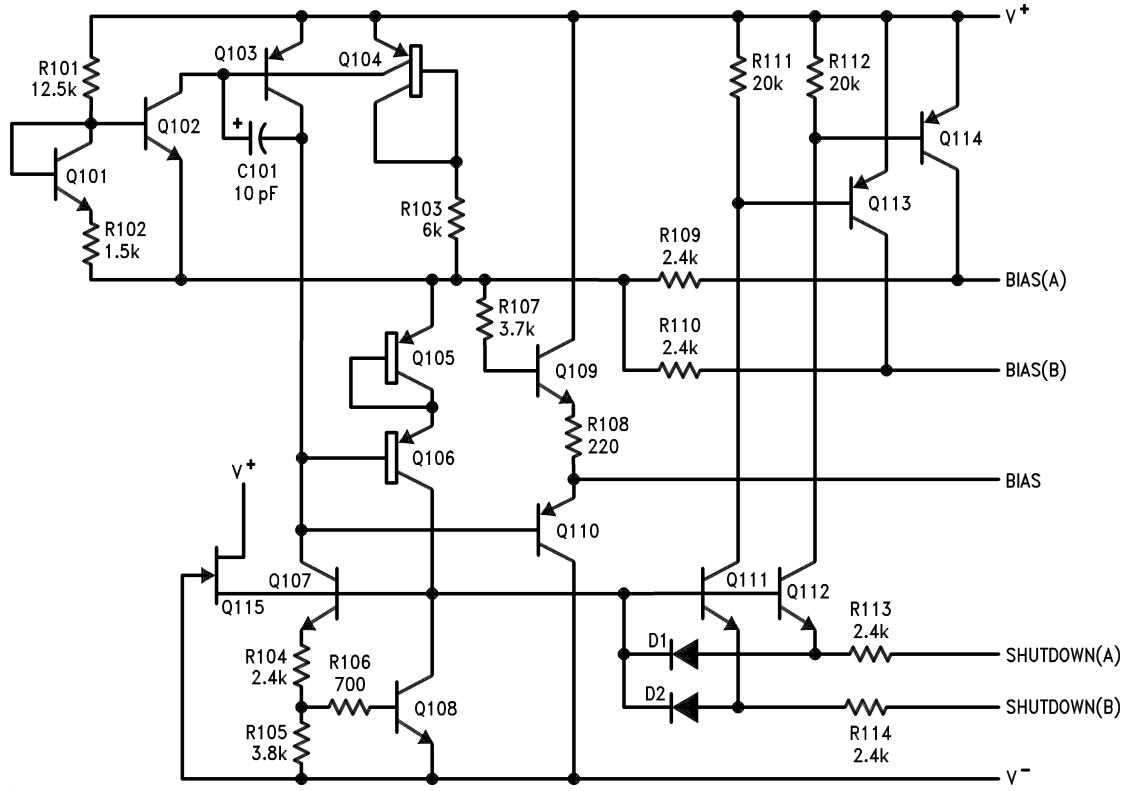 V+
Q103
Q104
R101
12.5k
R111
20k
R112
20k
+
Q102
Q114
C101
10 pF
Q101
Q113
R103
6k
R102
1.5k
R109
2.4k
BIAS(A)
R107
3.7k
R110
2.4k
Q105
Q109
BIAS(B)
R108
220
Q106
V+
BIAS
Q110
Q107
Q111
Q112
Q115
R113
2.4k
D1
R104
2.4k
R106
700
SHUTDOWN(A)
D2
Q108
SHUTDOWN(B)
R105
3.8k
R114
2.4k
V-